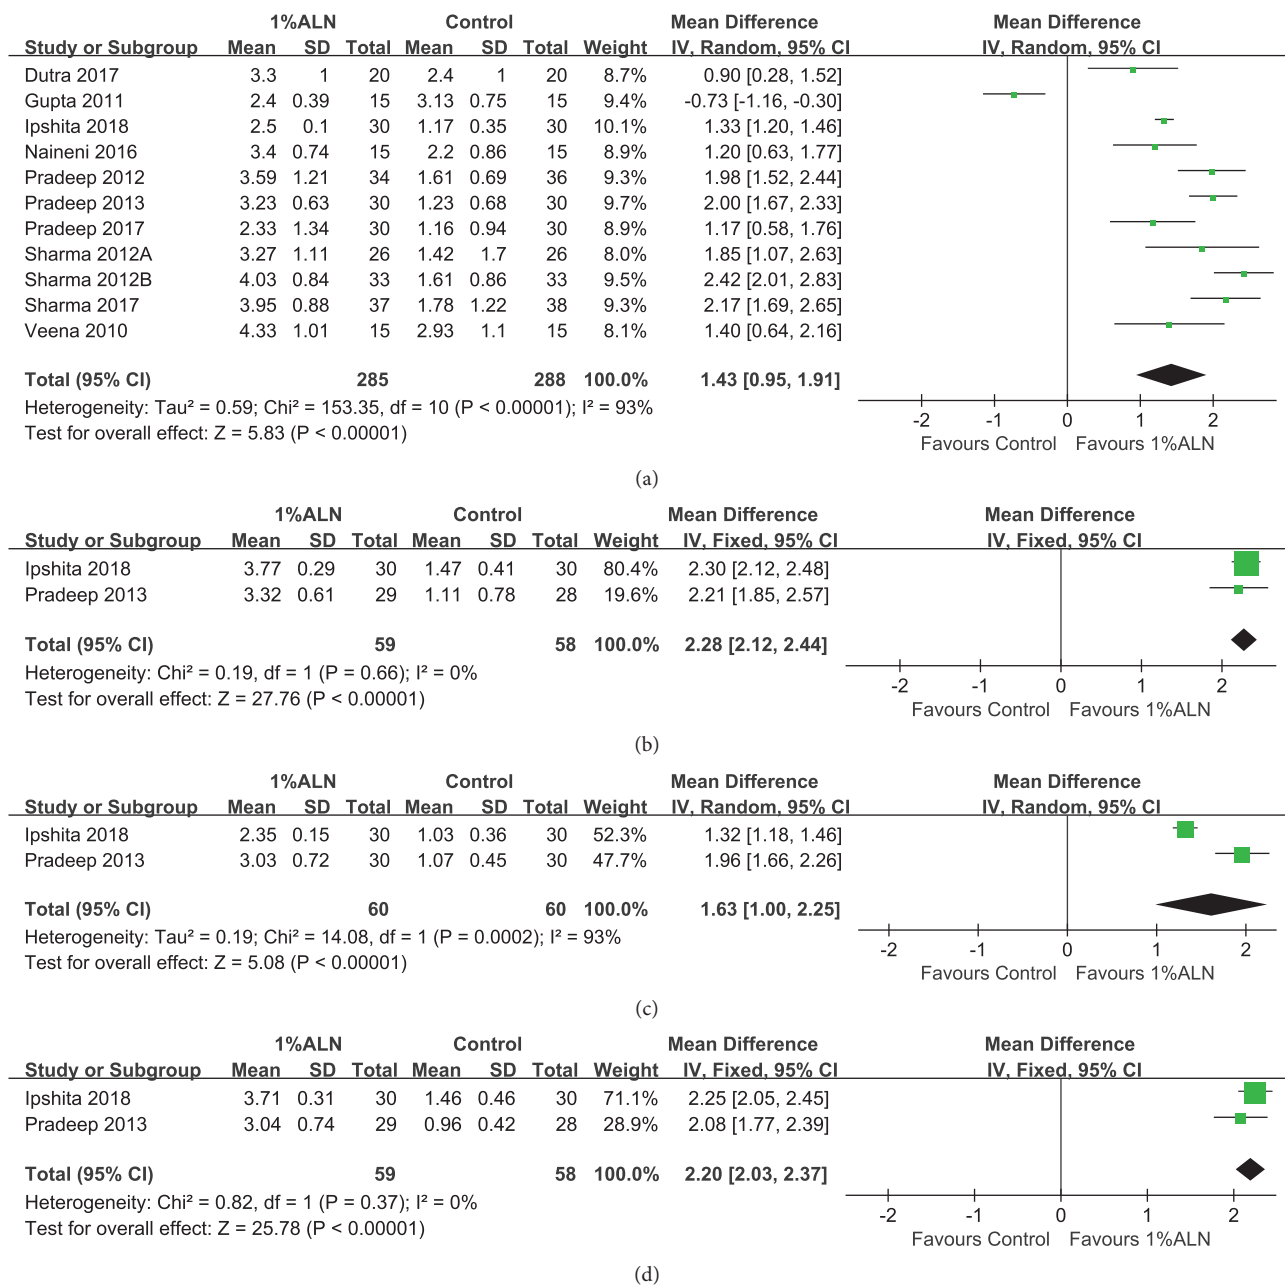 1%ALN Control Mean Difference Mean Difference
Study or Subgroup Mean SD Total Mean SD Total Weight IV, Random, 95% CI IV, Random, 95% CI
Dutra 2017 3.3 1 20 2.4 1 20 8.7% 0.90 [0.28, 1.52]
Gupta 2011 2.4 0.39 15 3.13 0.75 15 9.4% -0.73 [-1.16, -0.30]
Ipshita 2018 2.5 0.1 30 1.17 0.35 30 10.1% 1.33 [1.20, 1.46]
Naineni 2016 3.4 0.74 15 2.2 0.86 15 8.9% 1.20 [0.63, 1.77]
Pradeep 2012 3.59 1.21 34 1.61 0.69 36 9.3% 1.98 [1.52, 2.44]
Pradeep 2013 3.23 0.63 30 1.23 0.68 30 9.7% 2.00 [1.67, 2.33]
Pradeep 2017 2.33 1.34 30 1.16 0.94 30 8.9% 1.17 [0.58, 1.76]
Sharma 2012A 3.27 1.11 26 1.42 1.7 26 8.0% 1.85 [1.07, 2.63]
Sharma 2012B 4.03 0.84 33 1.61 0.86 33 9.5% 2.42 [2.01, 2.83]
Sharma 2017 3.95 0.88 37 1.78 1.22 38 9.3% 2.17 [1.69, 2.65]
Veena 2010 4.33 1.01 15 2.93 1.1 15 8.1% 1.40 [0.64, 2.16]
Total (95% CI) 285 288 100.0% 1.43 [0.95, 1.91]
Heterogeneity: Tau² = 0.59; Chi² = 153.35, df = 10 (P < 0.00001); I² = 93%
Test for overall effect: Z = 5.83 (P < 0.00001)
-2 -1 0 1 2
Favours Control Favours 1%ALN
(a)
1%ALN Control Mean Difference Mean Difference
Study or Subgroup Mean SD Total Mean SD Total Weight IV, Fixed, 95% CI IV, Fixed, 95% CI
Ipshita 2018 3.77 0.29 30 1.47 0.41 30 80.4% 2.30 [2.12, 2.48]
Pradeep 2013 3.32 0.61 29 1.11 0.78 28 19.6% 2.21 [1.85, 2.57]
Total (95% CI) 59 58 100.0% 2.28 [2.12, 2.44]
Heterogeneity: Chi² = 0.19, df = 1 (P = 0.66); I² = 0%
Test for overall effect: Z = 27.76 (P < 0.00001)
-2 -1 0 1 2
Favours Control Favours 1%ALN
(b)
1%ALN Control Mean Difference Mean Difference
Study or Subgroup Mean SD Total Mean SD Total Weight IV, Random, 95% CI IV, Random, 95% CI
Ipshita 2018 2.35 0.15 30 1.03 0.36 30 52.3% 1.32 [1.18, 1.46]
Pradeep 2013 3.03 0.72 30 1.07 0.45 30 47.7% 1.96 [1.66, 2.26]
Total (95% CI) 60 60 100.0% 1.63 [1.00, 2.25]
Heterogeneity: Tau² = 0.19; Chi² = 14.08, df = 1 (P = 0.0002); I² = 93%
Test for overall effect: Z = 5.08 (P < 0.00001)
-2 -1 0 1 2
Favours Control Favours 1%ALN
(c)
1%ALN Control Mean Difference Mean Difference
Study or Subgroup Mean SD Total Mean SD Total Weight IV, Fixed, 95% CI IV, Fixed, 95% CI
Ipshita 2018 3.71 0.31 30 1.46 0.46 30 71.1% 2.25 [2.05, 2.45]
Pradeep 2013 3.04 0.74 29 0.96 0.42 28 28.9% 2.08 [1.77, 2.39]
Total (95% CI) 59 58 100.0% 2.20 [2.03, 2.37]
Heterogeneity: Chi² = 0.82, df = 1 (P = 0.37); I² = 0%
Test for overall effect: Z = 25.78 (P < 0.00001)
-2 -1 0 1 2
Favours Control Favours 1%ALN
(d)